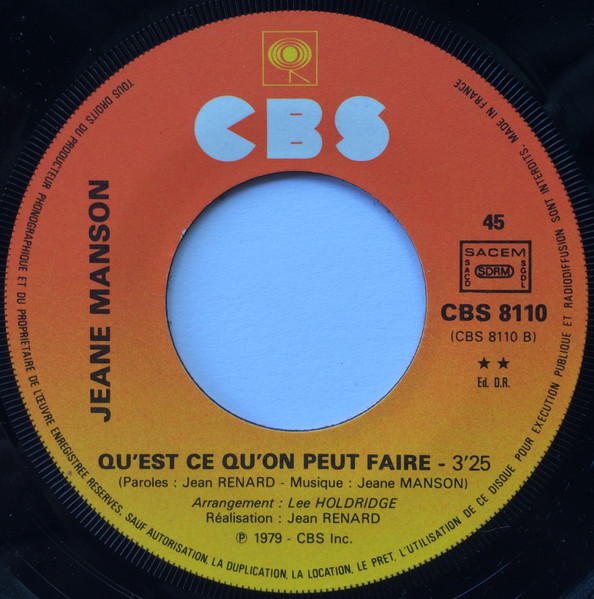 CBS
JEANE MANSON
45
SACEM
SACD
SDRM
SGDL
CBS 8110
(CBS 8110 B)
★★
Ed. D.R.
QU'EST CE QU'ON PEUT FAIRE - 3'25
(Paroles : Jean RENARD - Musique : Jeane MANSON)
Arrangement : Lee HOLDRIDGE
Réalisation : Jean RENARD
℗ 1979 - CBS Inc.
TOUS DROITS DU PRODUCTEUR PHONOGRAPHIQUE ET DU PROPRIETAIRE DE L'ŒUVRE ENREGISTREE RESERVES, SAUF AUTORISATION, LA DUPLICATION, LA LOCATION, LE PRET, L'UTILISATION DE CE DISQUE POUR EXECUTION PUBLIQUE ET RADIODIFFUSION SONT INTERDITS. MADE IN FRANCE